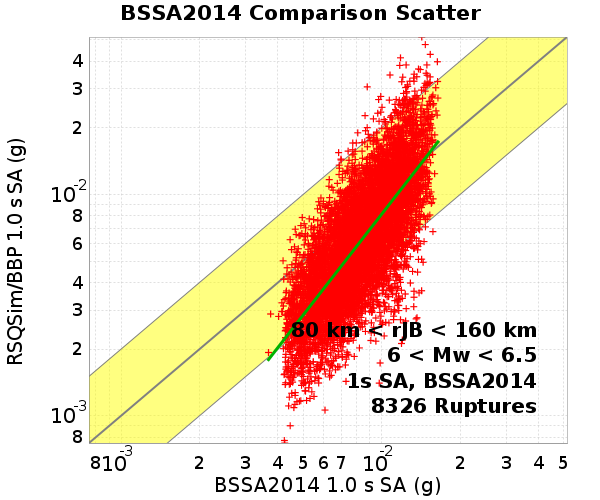 BSSA2014 Comparison Scatter
RSQSim/BBP 1.0 s SA (g)
4
3
2
10-2
8
6
4
3
2
10-3
8
80 km < rJB < 160 km
6 < Mw < 6.5
1s SA, BSSA2014
8326 Ruptures
8 10-3 2 3 4 5 6 7 10-2 2 3 4 5
BSSA2014 1.0 s SA (g)